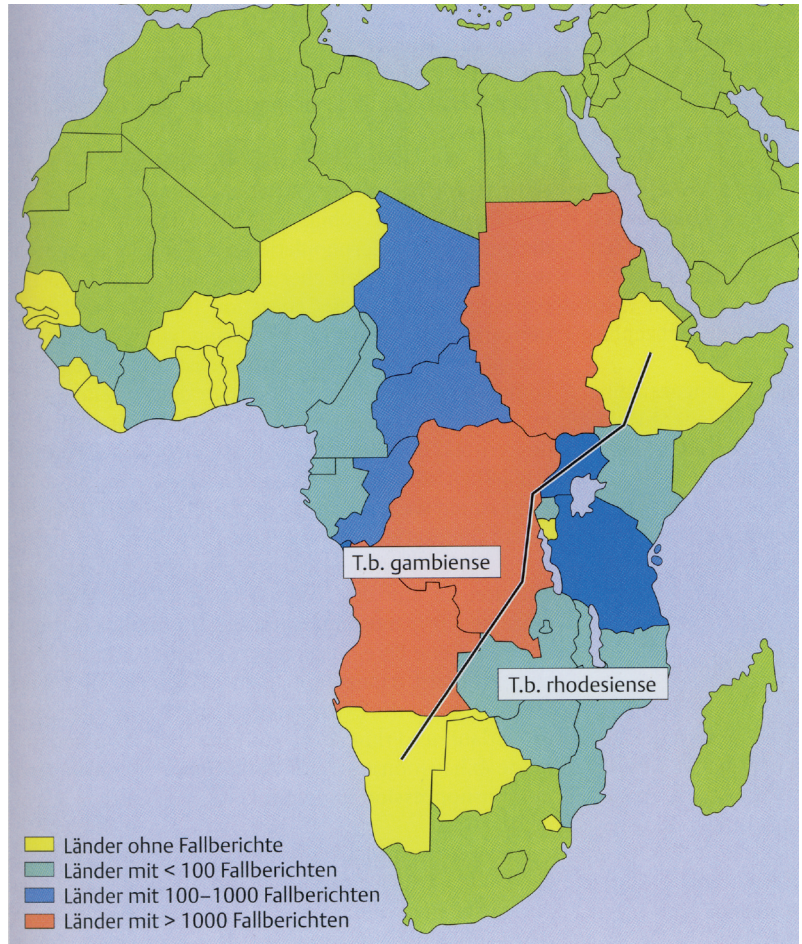 T.b. gambiense
T.b. rhodesiense
Länder ohne Fallberichte
Länder mit < 100 Fallberichten
Länder mit 100–1000 Fallberichten
Länder mit > 1000 Fallberichten